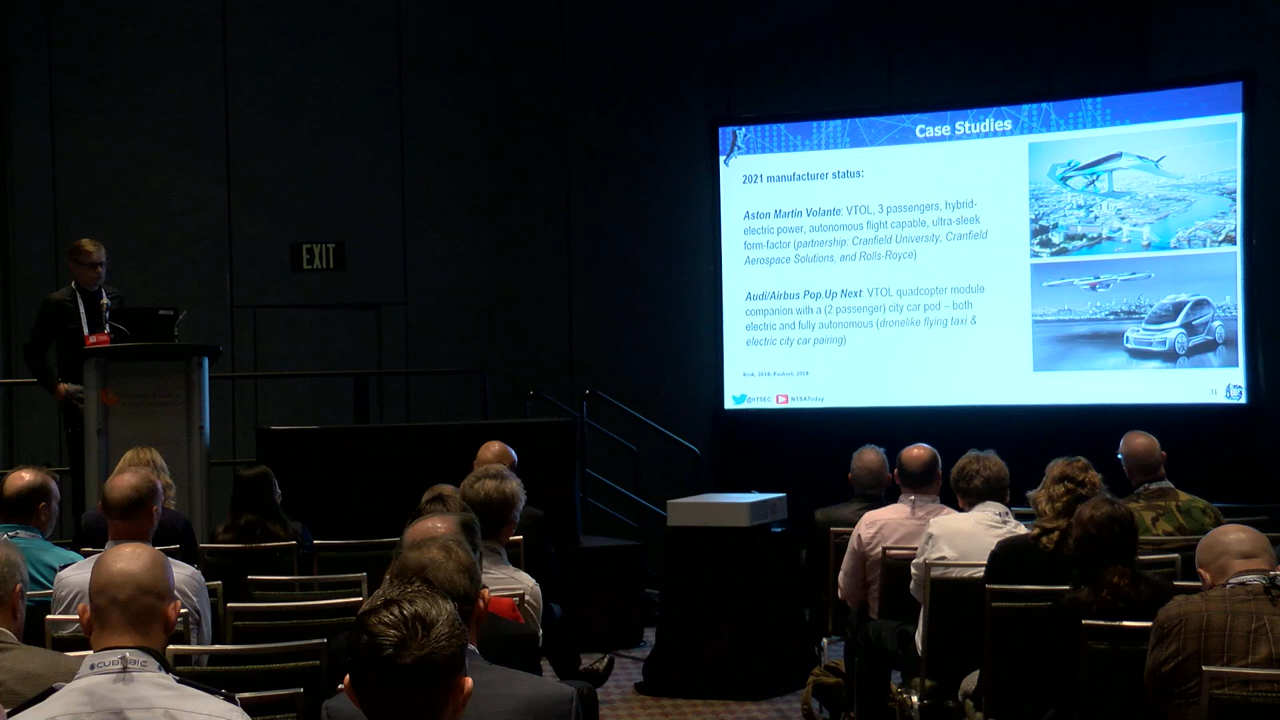 Case Studies
2021 manufacturer status:
Aston Martin Volante: VTOL, 3 passengers, hybrid-
electric power, autonomous flight capable, ultra-sleek
form-factor (partnership: Cranfield University, Cranfield
Aerospace Solutions, and Rolls-Royce)
Audi/Airbus Pop.Up Next: VTOL quadcopter module
companion with a (2 passenger) city car pod – both
electric and fully autonomous (dronelike flying taxi &
electric city car pairing)
@IITSEC
NTSAToday
31
EXIT
CUBIC